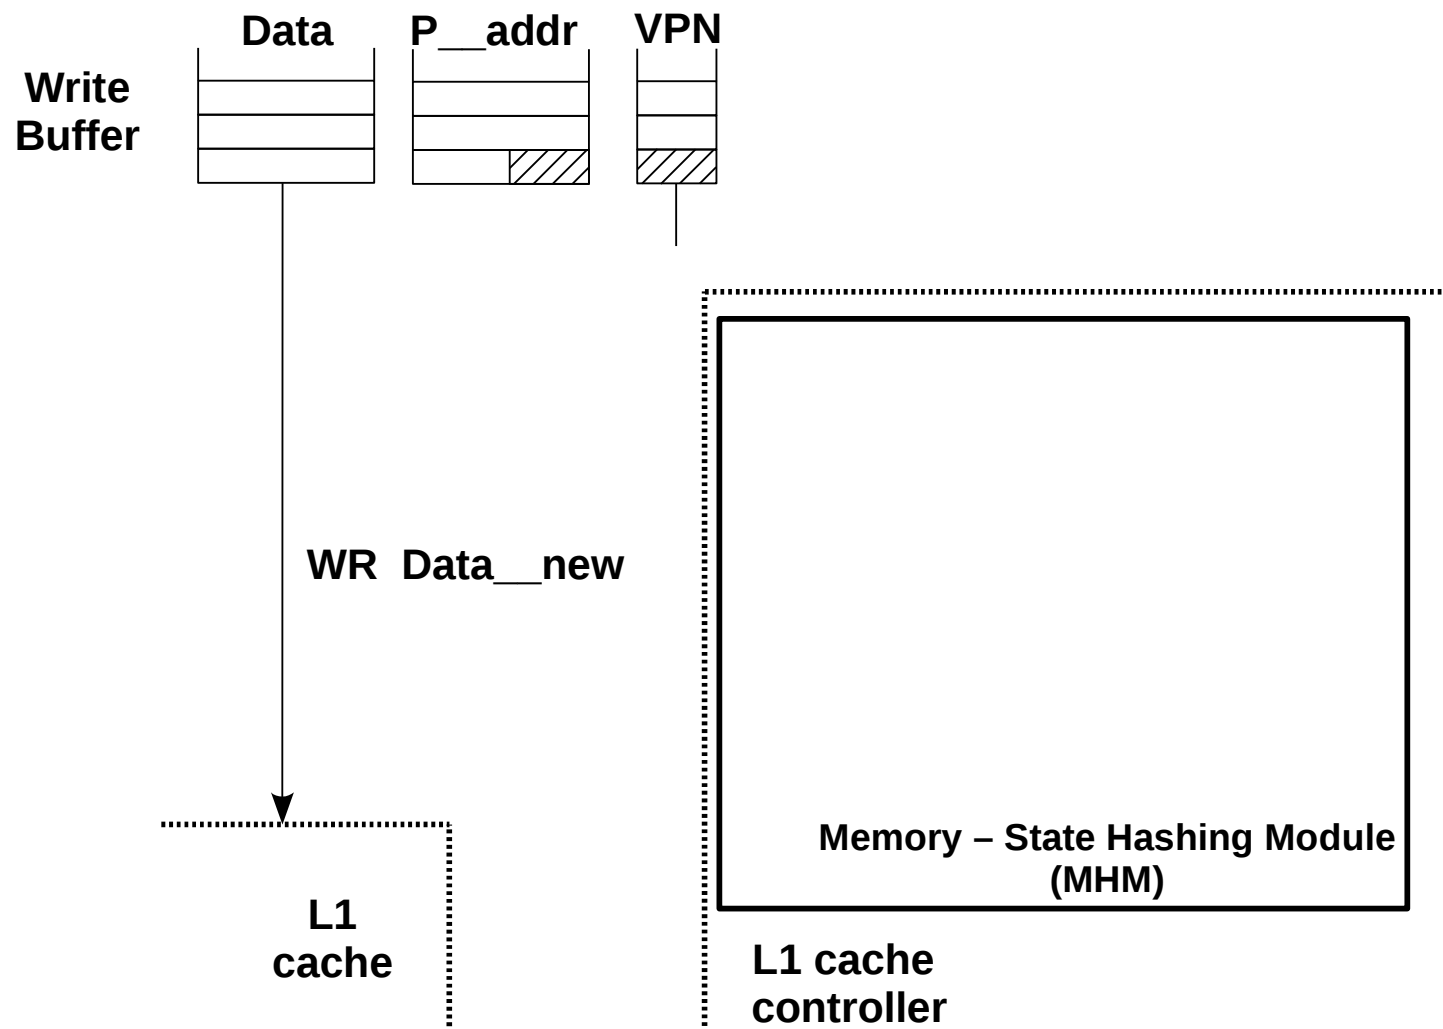 Data
P__addr
VPN
Write
Buffer
WR Data__new
Memory – State Hashing Module
(MHM)
L1
cache
L1 cache
controller